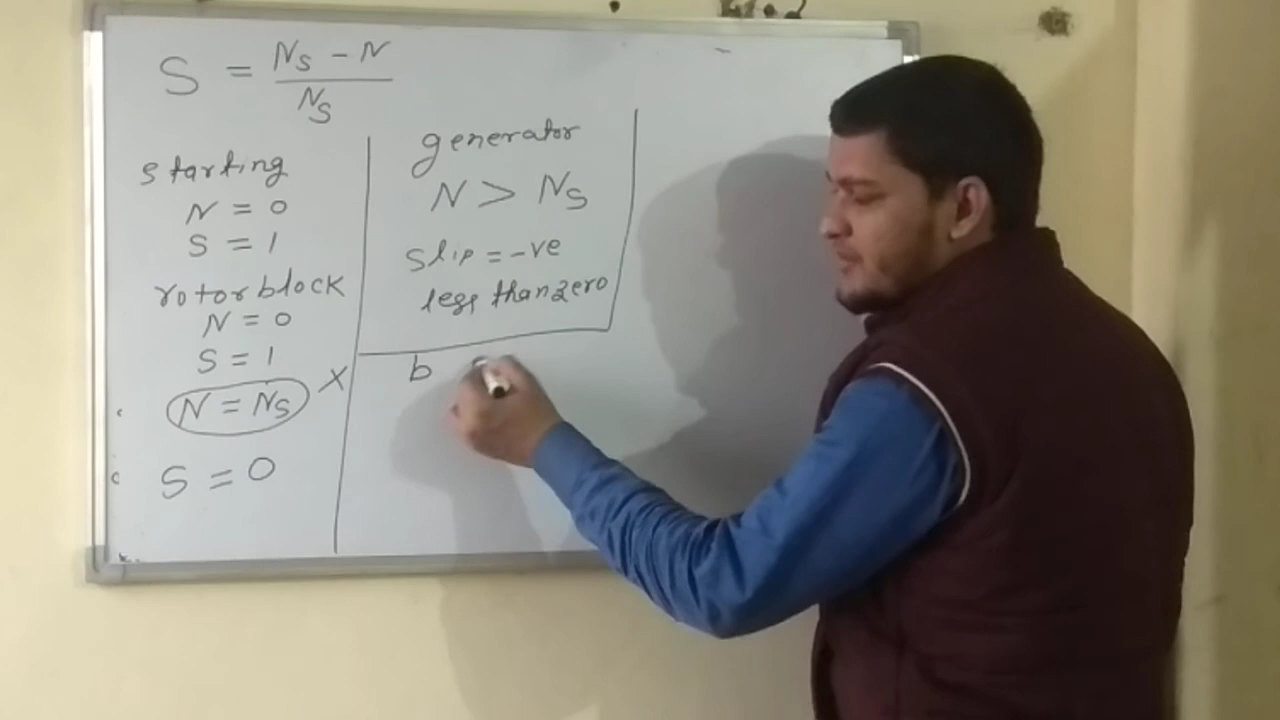 S = (Ns - N) / Ns
starting
N = 0
S = 1
rotor block
N = 0
S = 1
N = Ns ×
S = 0
generator
N > Ns
Slip = -ve
less than zero
b